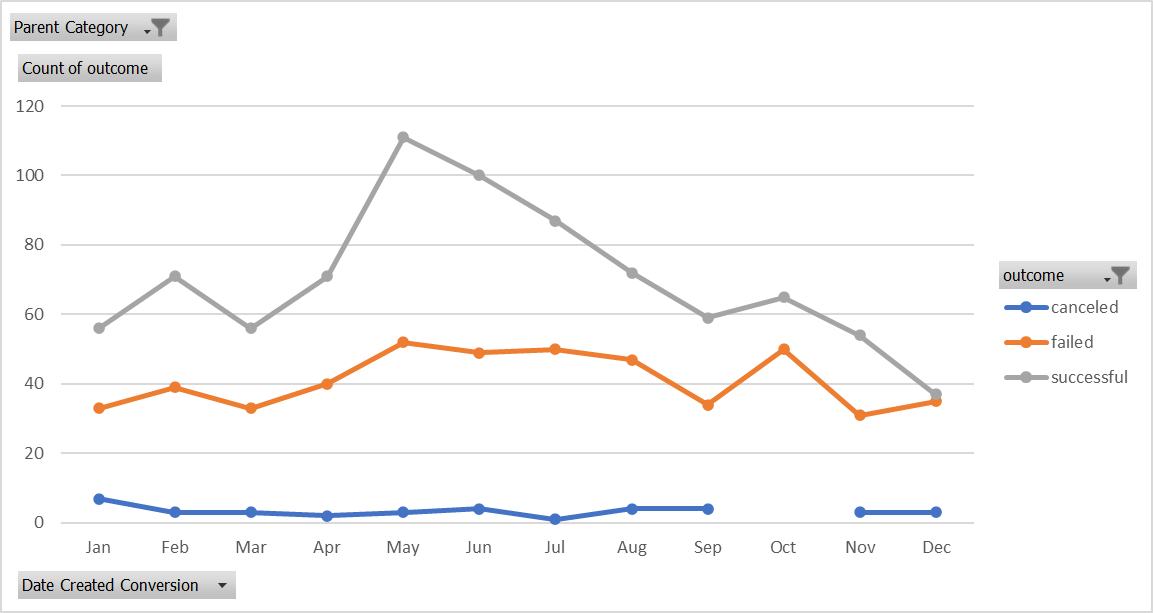 Parent Category
Count of outcome
120
100
80
60
40
20
0
Jan Feb Mar Apr May Jun Jul Aug Sep Oct Nov Dec
outcome
canceled
failed
successful
Date Created Conversion